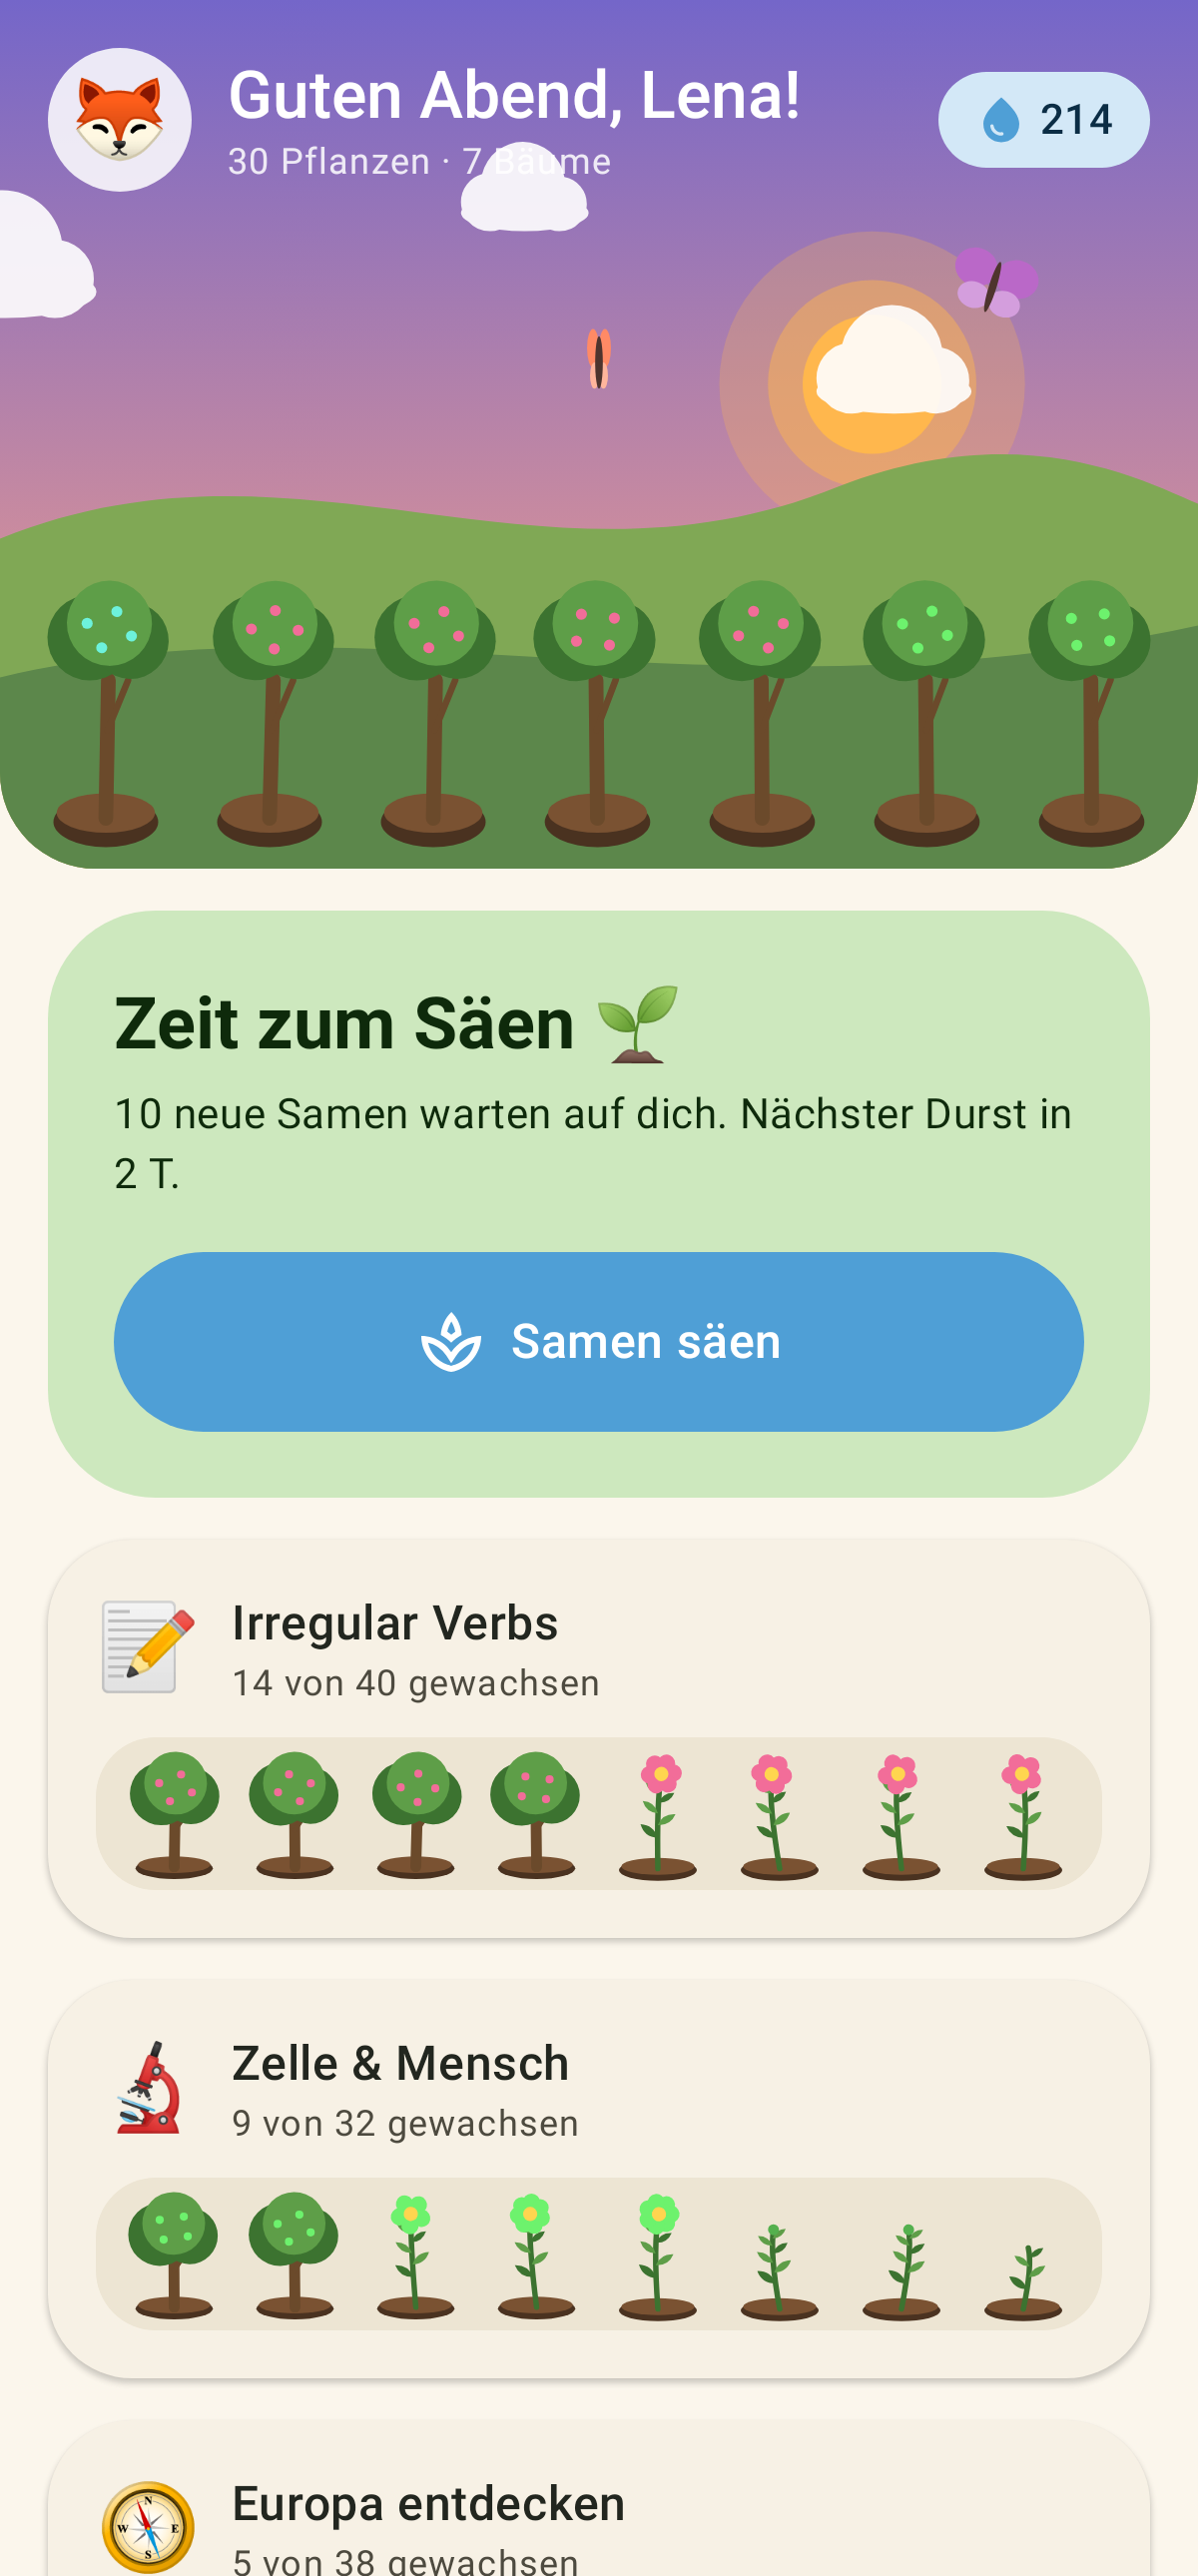 Guten Abend, Lena!
30 Pflanzen · 7 Bäume
214
Zeit zum Säen
10 neue Samen warten auf dich. Nächster Durst in
2 T.
Samen säen
Irregular Verbs
14 von 40 gewachsen
Zelle & Mensch
9 von 32 gewachsen
Europa entdecken
N
W E
S
5 von 38 gewachsen